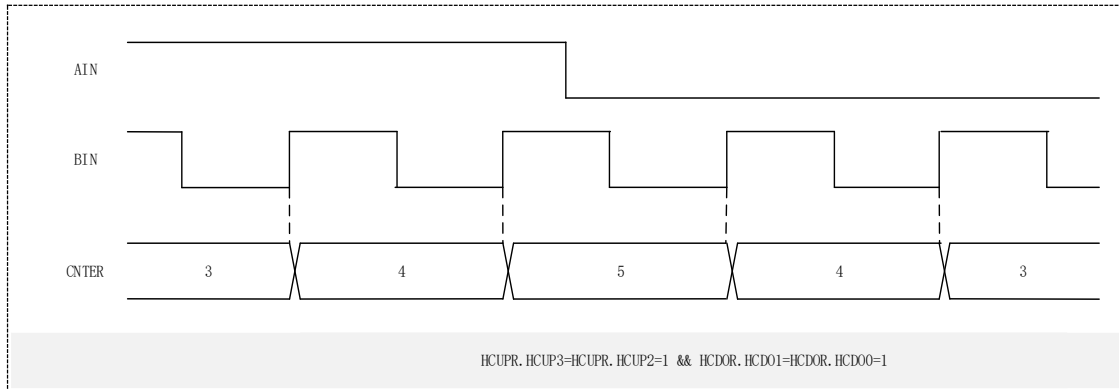 AIN
BIN
CNTER 3 4 5 4 3
HCUPR.HCUP3=HCUPR.HCUP2=1 && HCDOR.HCDO1=HCDOR.HCDO0=1